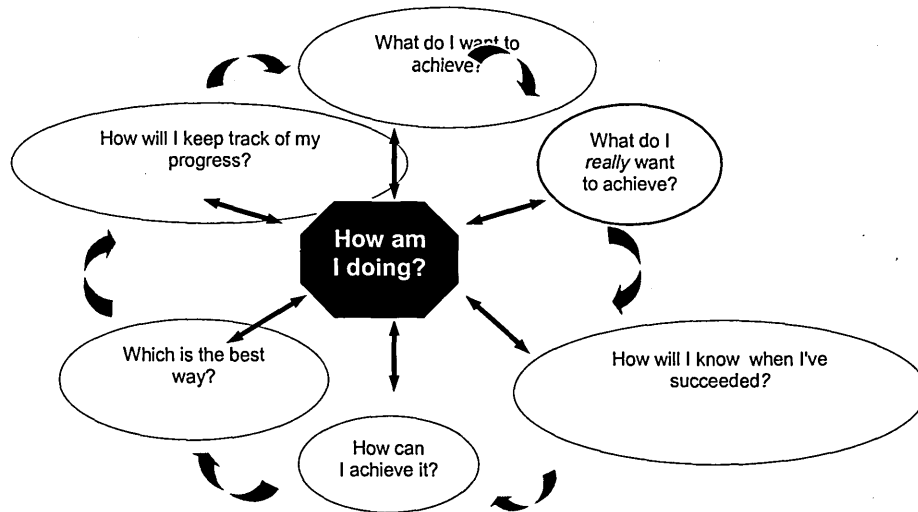 What do I want to
achieve?
What do I
really want
to achieve?
How will I know when I've
succeeded?
How can
I achieve it?
Which is the best
way?
How will I keep track of my
progress?
How am
I doing?